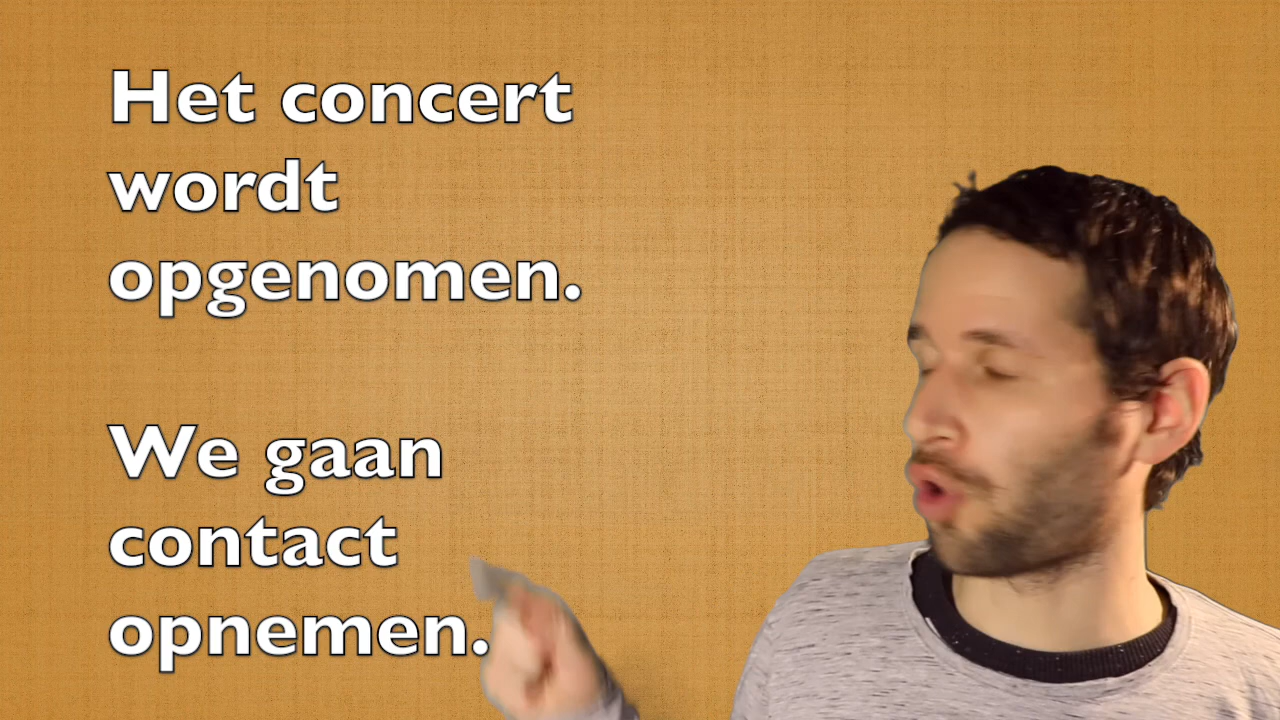 Het concert
wordt
opgenomen.
We gaan
contact
opnemen.